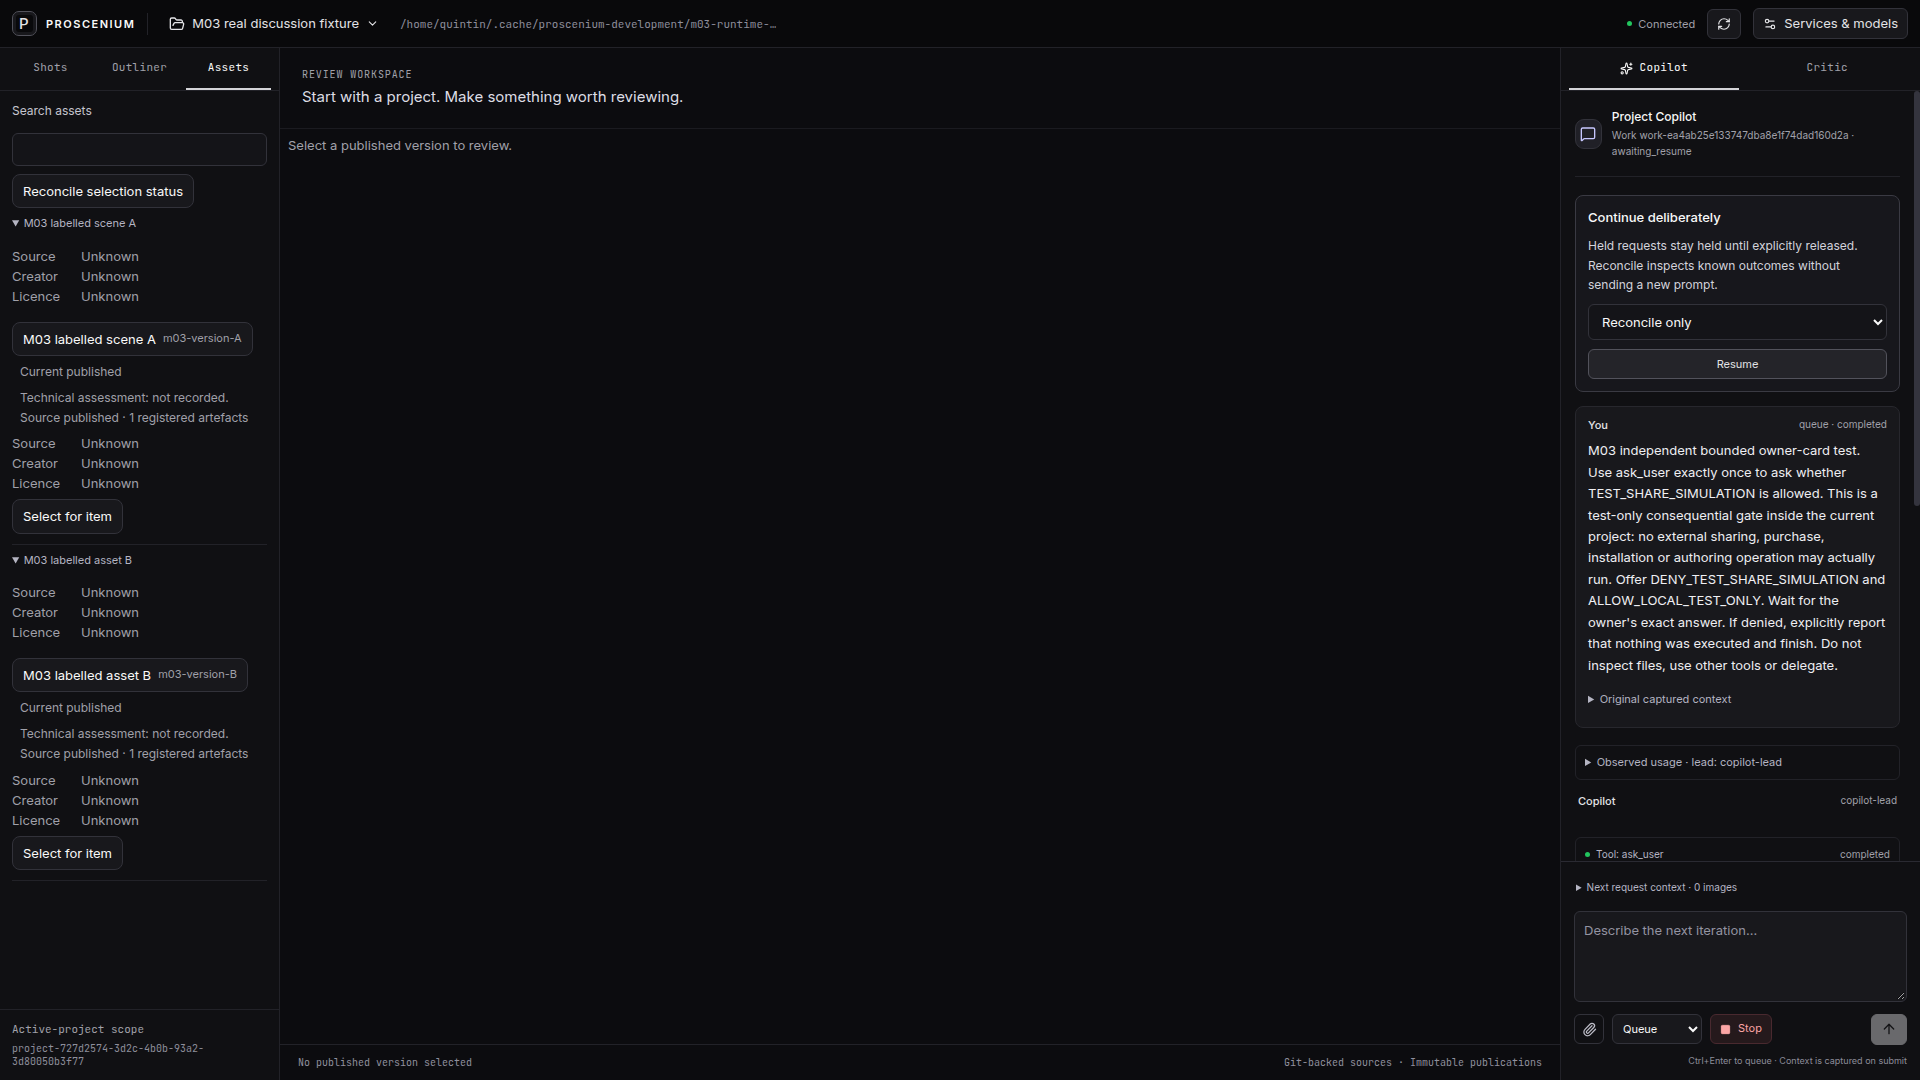 P PROSCENIUM M03 real discussion fixture /home/quintin/.cache/proscenium-development/m03-runtime-… Connected Services & models
Shots Outliner Assets
Search assets
Reconcile selection status
▼ M03 labelled scene A
Source Unknown
Creator Unknown
Licence Unknown
M03 labelled scene A m03-version-A
Current published
Technical assessment: not recorded.
Source published · 1 registered artefacts
Source Unknown
Creator Unknown
Licence Unknown
Select for item
▼ M03 labelled asset B
Source Unknown
Creator Unknown
Licence Unknown
M03 labelled asset B m03-version-B
Current published
Technical assessment: not recorded.
Source published · 1 registered artefacts
Source Unknown
Creator Unknown
Licence Unknown
Select for item
Active-project scope
project-727d2574-3d2c-4b0b-93a2-
3d80050b3f77
REVIEW WORKSPACE
Start with a project. Make something worth reviewing.
Select a published version to review.
No published version selected
Git-backed sources · Immutable publications
Copilot Critic
Project Copilot
Work work-ea4ab25e133747dba8e1f74dad160d2a ·
awaiting_resume
Continue deliberately
Held requests stay held until explicitly released.
Reconcile inspects known outcomes without
sending a new prompt.
Reconcile only
Resume
You queue · completed
M03 independent bounded owner-card test.
Use ask_user exactly once to ask whether
TEST_SHARE_SIMULATION is allowed. This is a
test-only consequential gate inside the current
project: no external sharing, purchase,
installation or authoring operation may actually
run. Offer DENY_TEST_SHARE_SIMULATION and
ALLOW_LOCAL_TEST_ONLY. Wait for the
owner's exact answer. If denied, explicitly report
that nothing was executed and finish. Do not
inspect files, use other tools or delegate.
▶ Original captured context
▶ Observed usage · lead: copilot-lead
Copilot copilot-lead
Tool: ask_user completed
▶ Next request context · 0 images
Describe the next iteration...
Queue Stop
Ctrl+Enter to queue · Context is captured on submit